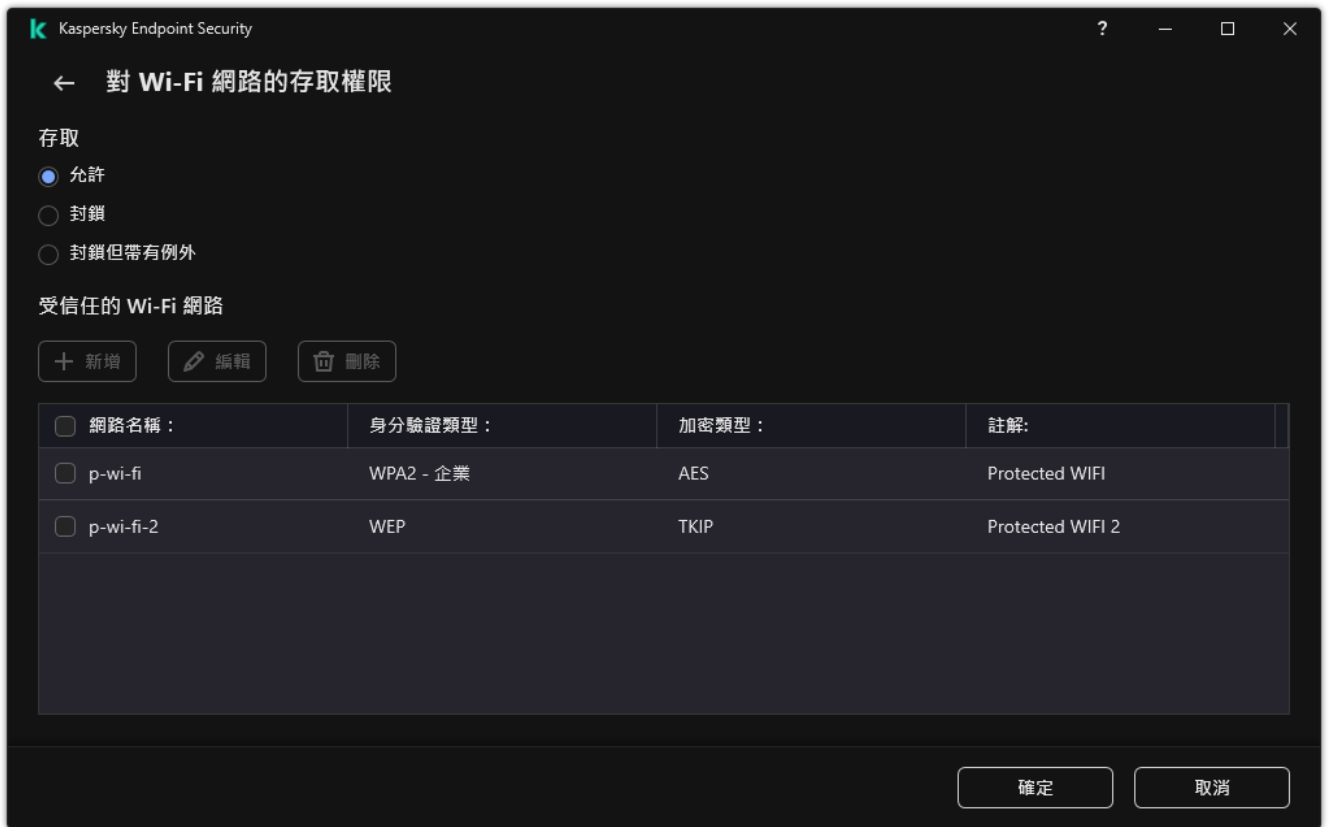 Kaspersky Endpoint Security ?
對 Wi-Fi 網路的存取權限
存取
允許
封鎖
封鎖但帶有例外
受信任的 Wi-Fi 網路
新增 編輯 刪除
網路名稱： 身分驗證類型： 加密類型： 註解:
p-wi-fi WPA2 - 企業 AES Protected WIFI
p-wi-fi-2 WEP TKIP Protected WIFI 2
確定 取消